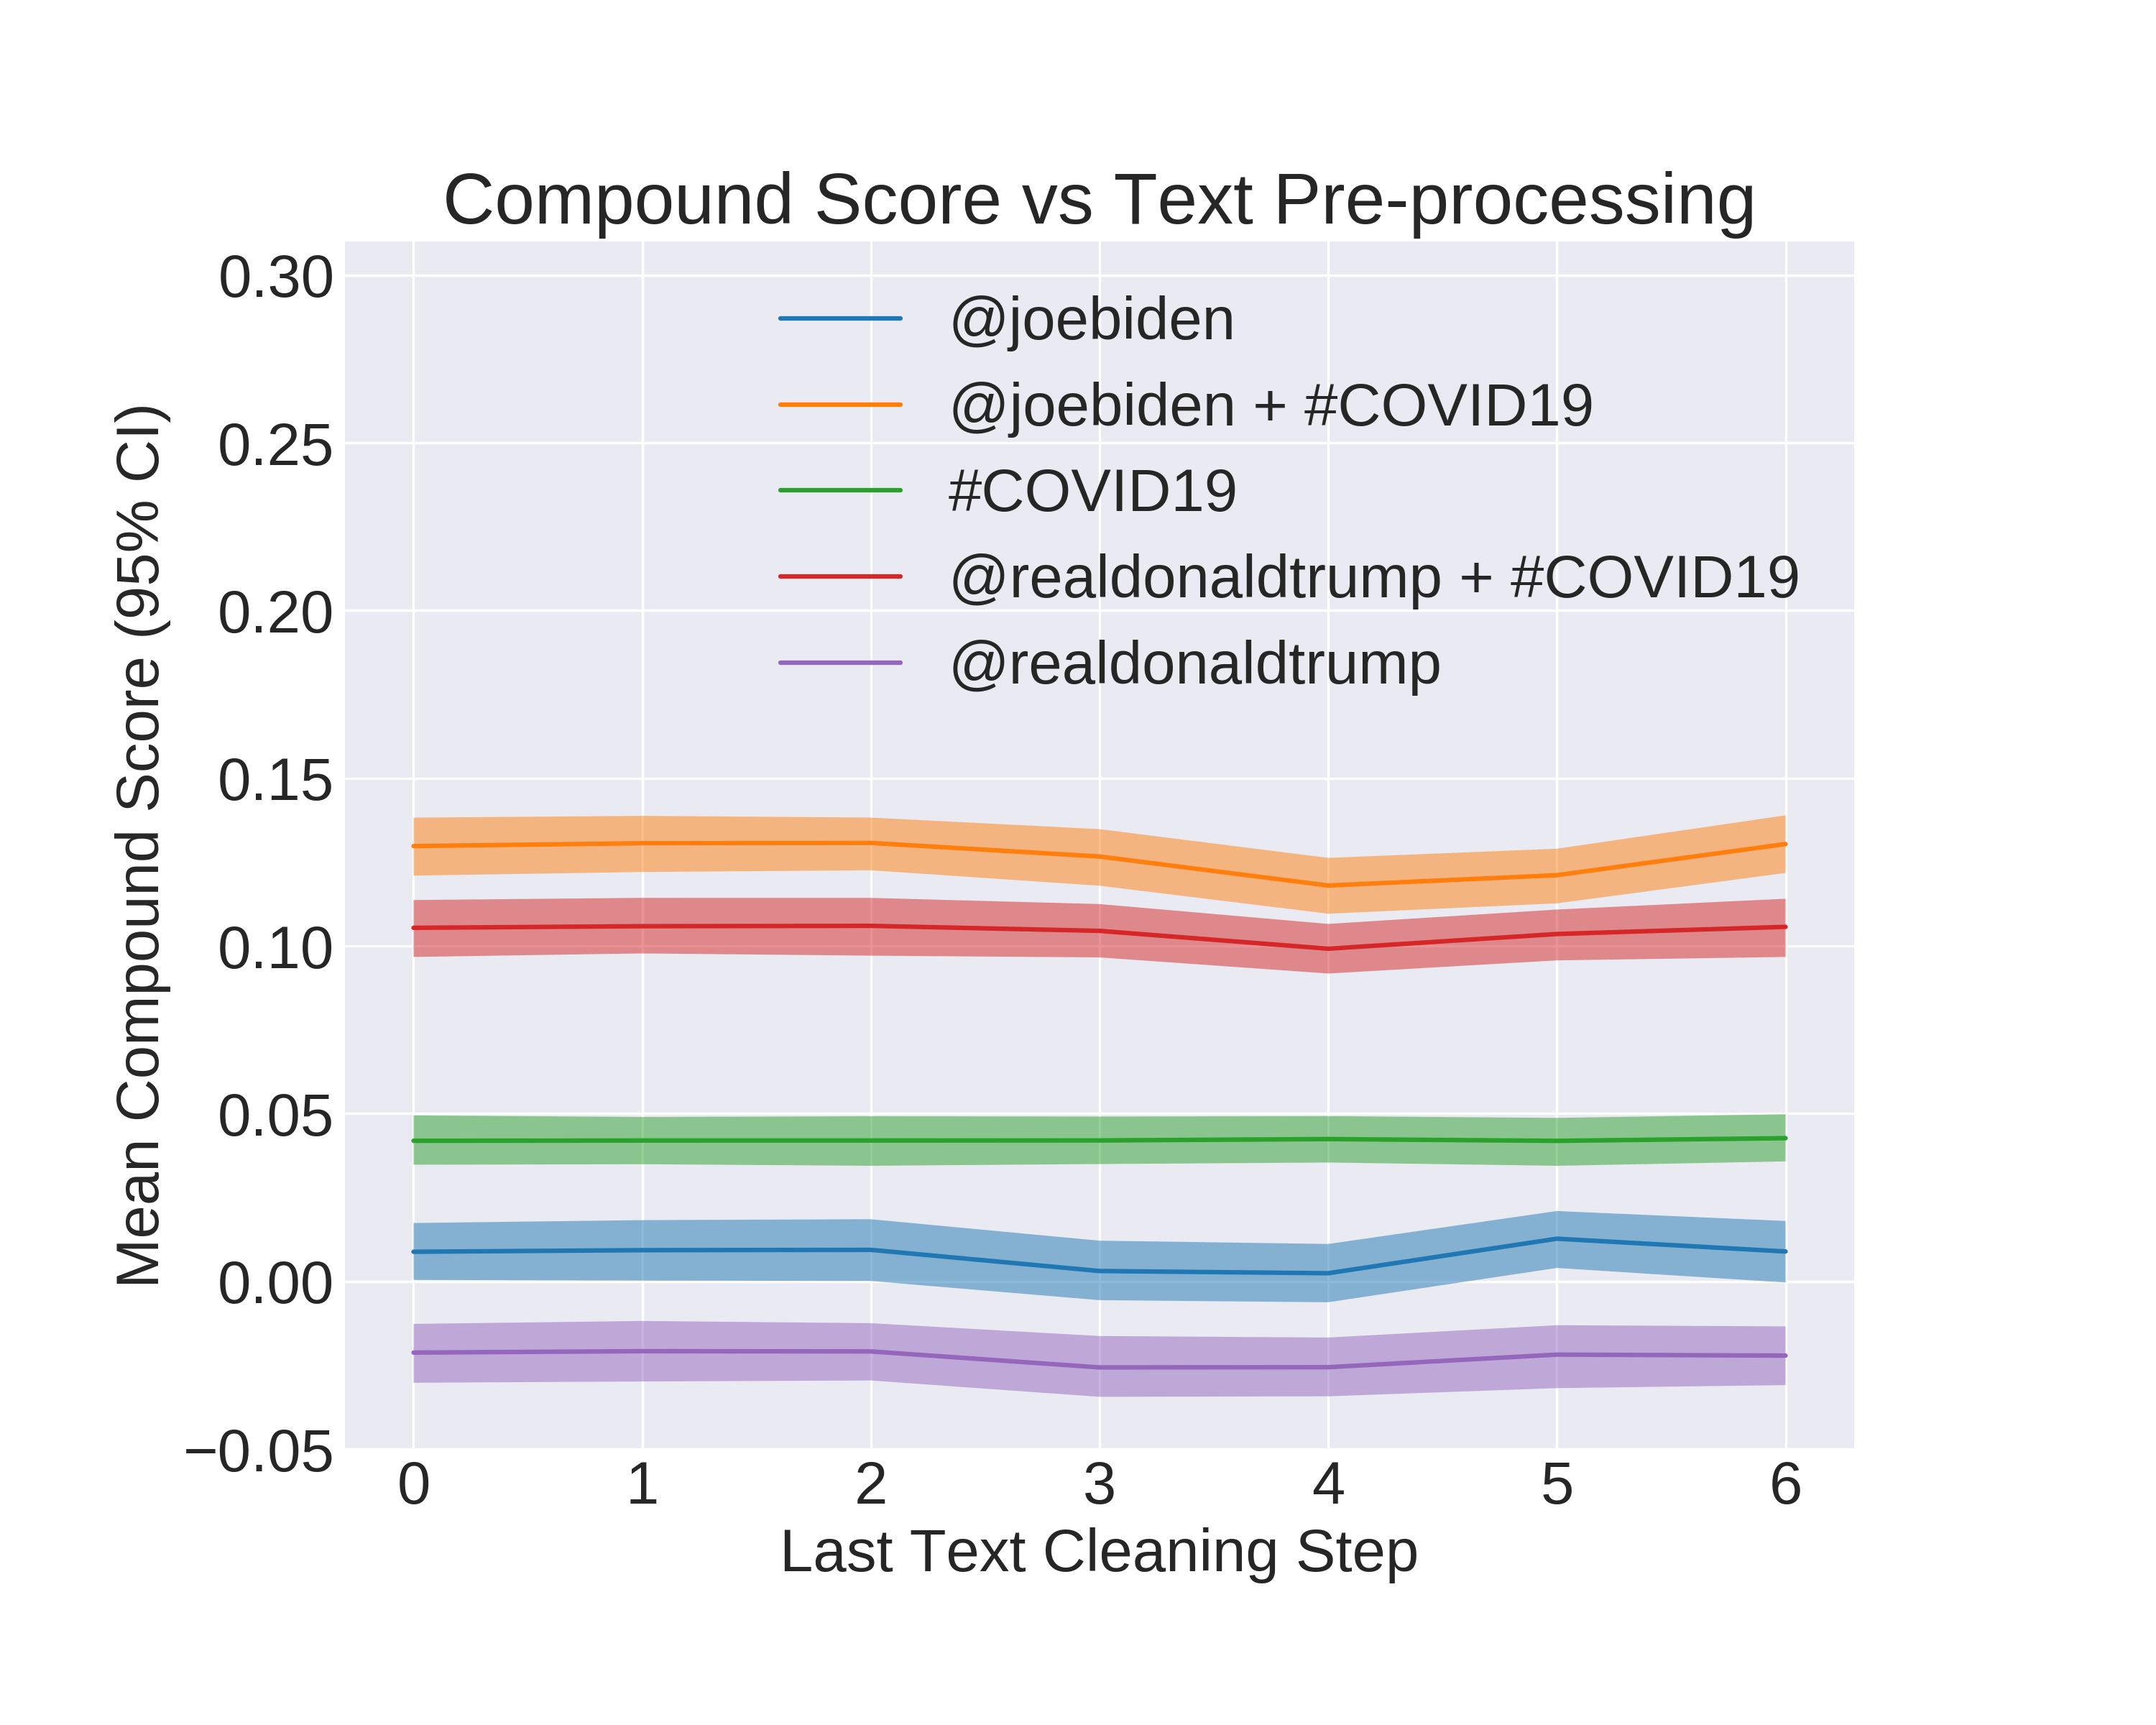 Compound Score vs Text Pre-processing
Mean Compound Score (95% CI)
0.30
0.25
0.20
0.15
0.10
0.05
0.00
−0.05
@joebiden
@joebiden + #COVID19
#COVID19
@realdonaldtrump + #COVID19
@realdonaldtrump
0 1 2 3 4 5 6
Last Text Cleaning Step